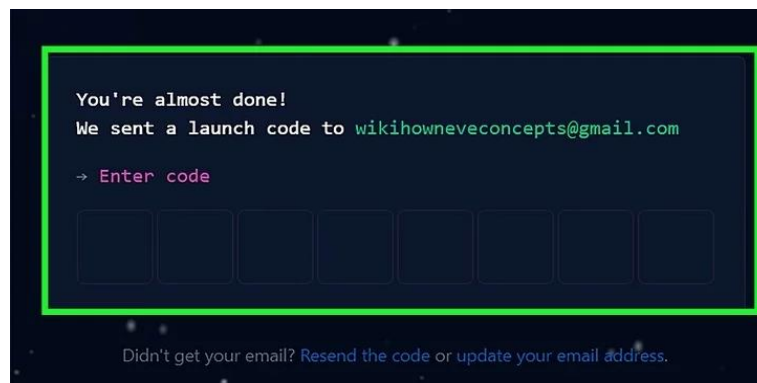 You're almost done!
We sent a launch code to wikihowneveconcepts@gmail.com
→ Enter code
Didn't get your email? Resend the code or update your email address.